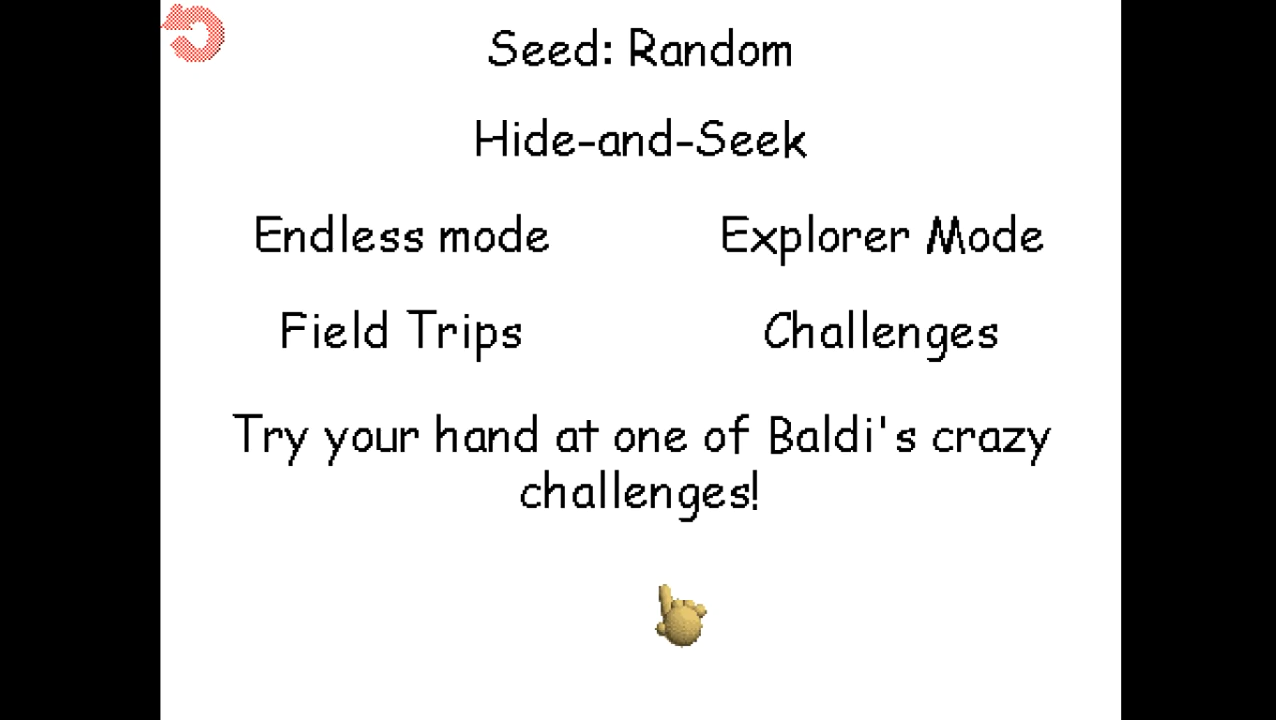 Seed: Random
Hide-and-Seek
Endless mode
Explorer Mode
Field Trips
Challenges
Try your hand at one of Baldi's crazy
challenges!